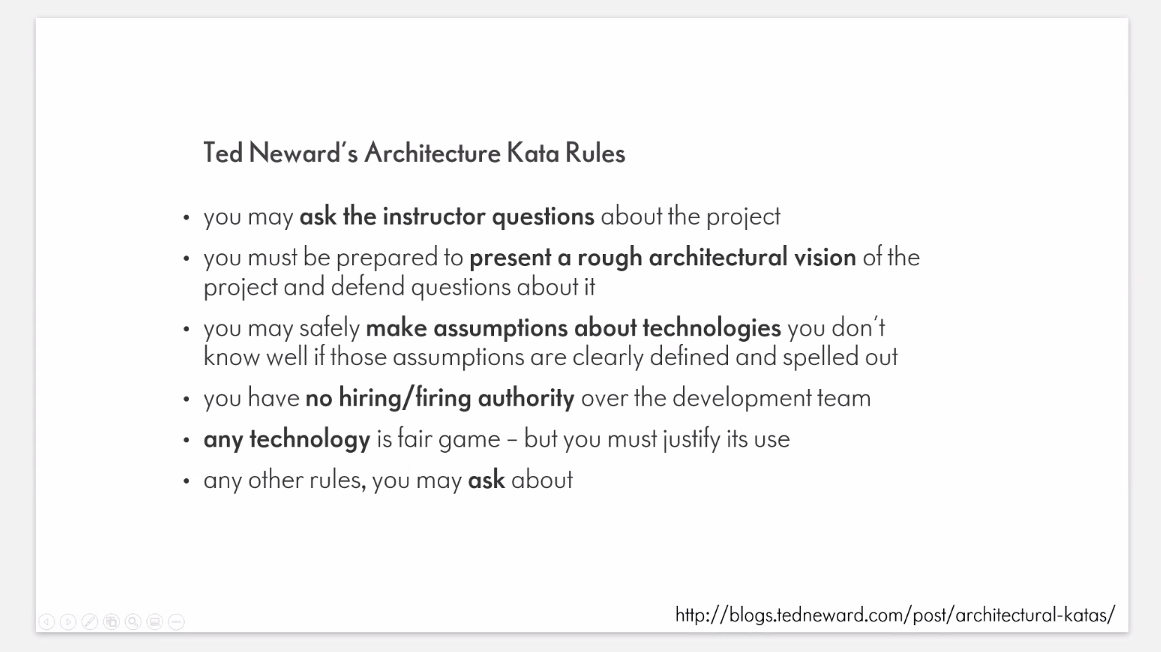 Ted Neward's Architecture Kata Rules
• you may ask the instructor questions about the project
• you must be prepared to present a rough architectural vision of the
project and defend questions about it
• you may safely make assumptions about technologies you don't
know well if those assumptions are clearly defined and spelled out
• you have no hiring/firing authority over the development team
• any technology is fair game – but you must justify its use
• any other rules, you may ask about
http://blogs.tedneward.com/post/architectural-katas/